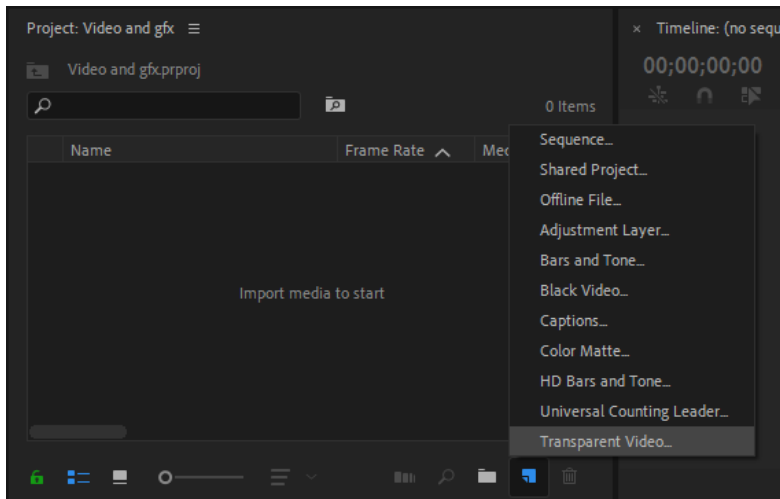 Project: Video and gfx
× Timeline: (no sequ
Video and gfx.prproj
00;00;00;00
0 Items
Name Frame Rate Med
Import media to start
Sequence...
Shared Project...
Offline File...
Adjustment Layer...
Bars and Tone...
Black Video...
Captions...
Color Matte...
HD Bars and Tone...
Universal Counting Leader...
Transparent Video...